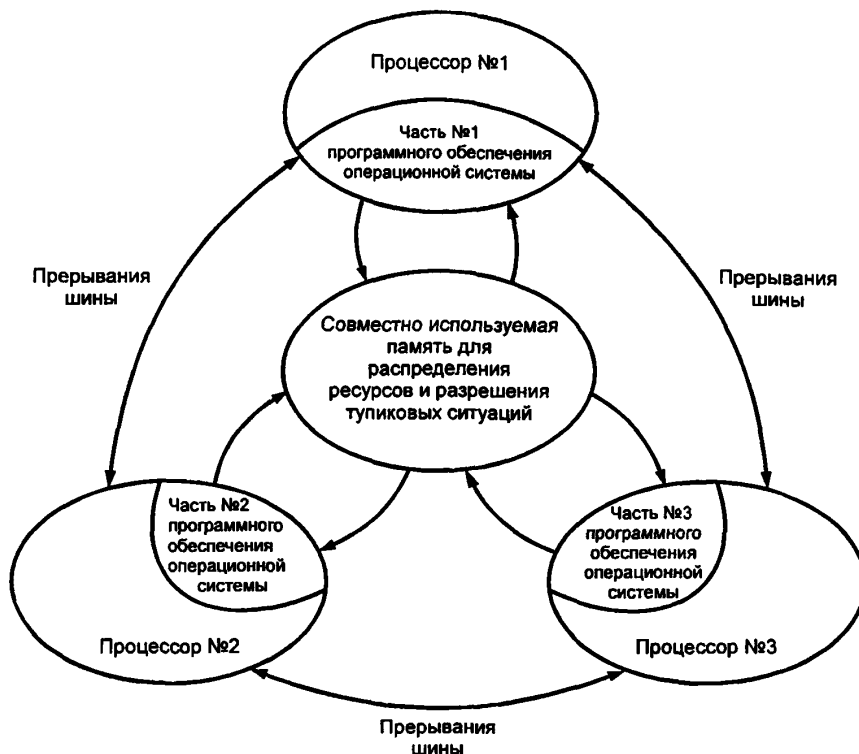 Процессор №1
Часть №1
программного обеспечения
операционной системы
Прерывания
шины
Прерывания
шины
Совместно используемая
память для
распределения
ресурсов и разрешения
тупиковых ситуаций
Часть №2
программного
обеспечения
операционной
системы
Процессор №2
Часть №3
программного
обеспечения
операционной
системы
Процессор №3
Прерывания
шины